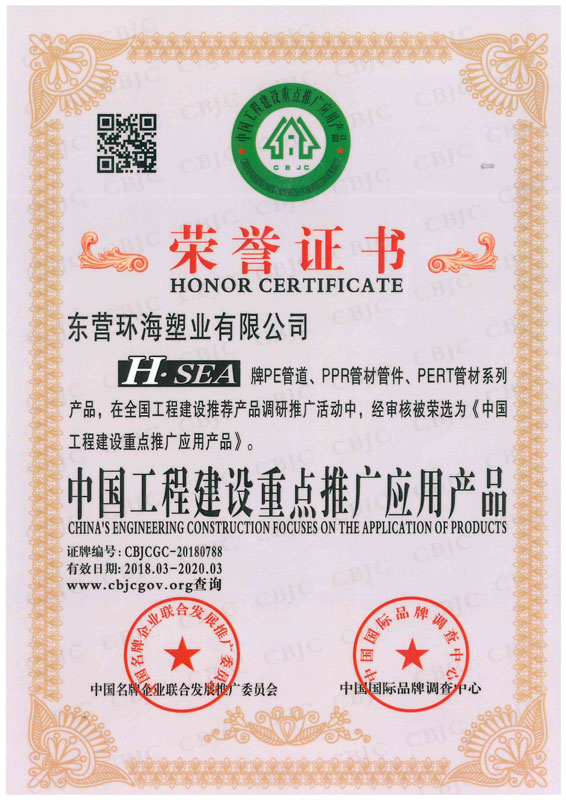 中国工程建设重点推广应用产品
CBJC
荣誉证书
HONOR CERTIFICATE
东营环海塑业有限公司
H·SEA 牌PE管道、PPR管材管件、PERT管材系列
产品，在全国工程建设推荐产品调研推广活动中，经审核被荣选为《中国
工程建设重点推广应用产品》。
中国工程建设重点推广应用产品
CHINA'S ENGINEERING CONSTRUCTION FOCUSES ON THE APPLICATION OF PRODUCTS
证牌编号: CBJCGC-20180788
有效日期: 2018.03-2020.03
www.cbjcgov.org查询
中国名牌企业联合发展推广委员会
中国国际品牌调查中心
中国名牌企业联合发展推广委员会
中国国际品牌调查中心